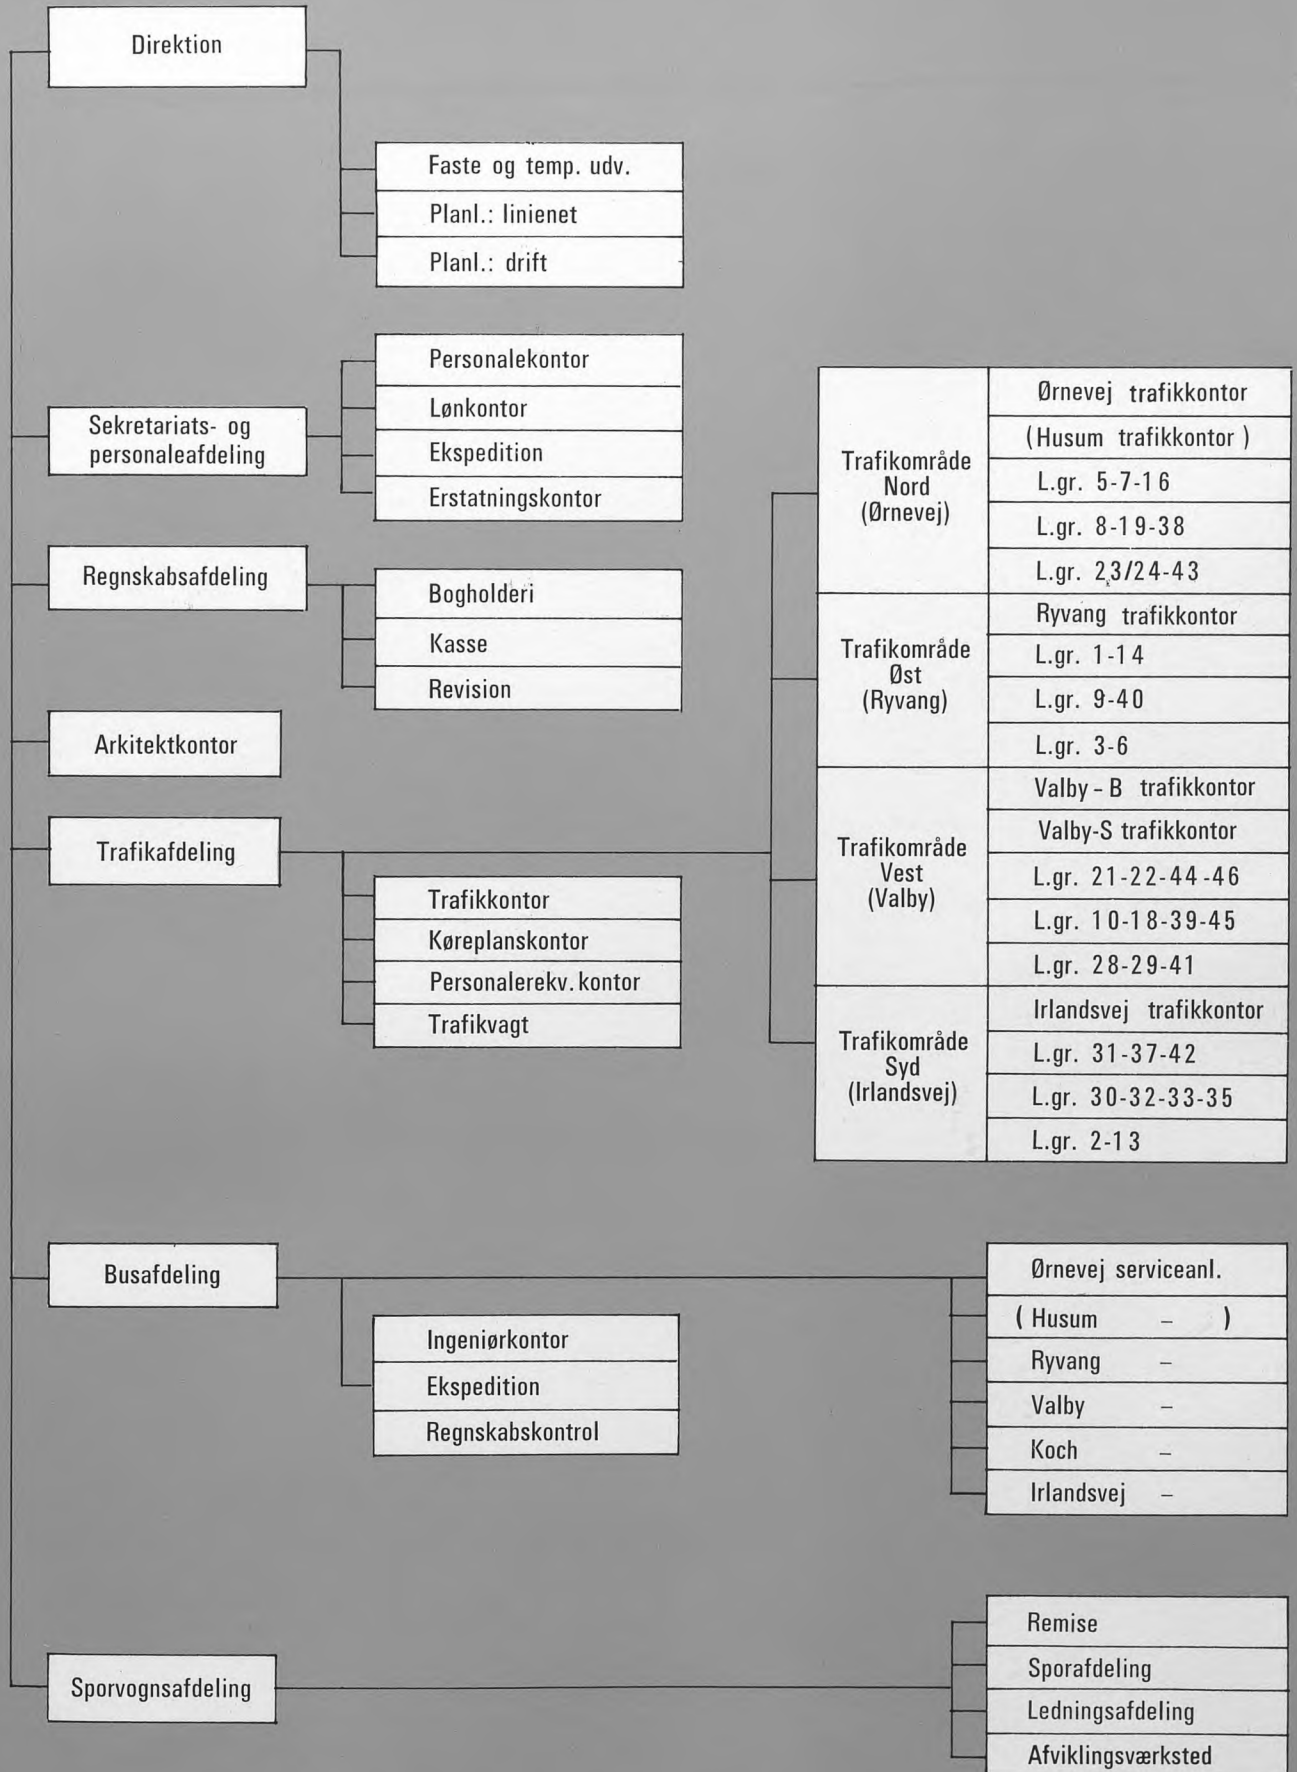 Direktion
Faste og temp. udv.
Planl.: linienet
Planl.: drift
Sekretariats- og
personaleafdeling
Personalekontor
Lønkontor
Ekspedition
Erstatningskontor
Regnskabsafdeling
Bogholderi
Kasse
Revision
Arkitektkontor
Trafikafdeling
Trafikkontor
Køreplanskontor
Personalerekv. kontor
Trafikvagt
Trafikområde
Nord
(Ørnevej)
Ørnevej trafikkontor
(Husum trafikkontor)
L.gr. 5-7-16
L.gr. 8-19-38
L.gr. 23/24-43
Trafikområde
Øst
(Ryvang)
Ryvang trafikkontor
L.gr. 1-14
L.gr. 9-40
L.gr. 3-6
Trafikområde
Vest
(Valby)
Valby - B trafikkontor
Valby-S trafikkontor
L.gr. 21-22-44-46
L.gr. 10-18-39-45
L.gr. 28-29-41
Trafikområde
Syd
(Irlandsvej)
Irlandsvej trafikkontor
L.gr. 31-37-42
L.gr. 30-32-33-35
L.gr. 2-13
Busafdeling
Ingeniørkontor
Ekspedition
Regnskabskontrol
Ørnevej serviceanl.
( Husum – )
Ryvang –
Valby –
Koch –
Irlandsvej –
Sporvognsafdeling
Remise
Sporafdeling
Ledningsafdeling
Afviklingsværksted